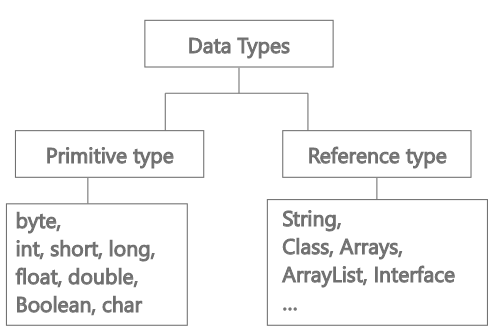 Data Types
Primitive type
Reference type
byte,
int, short, long,
float, double,
Boolean, char
String,
Class, Arrays,
ArrayList, Interface
...